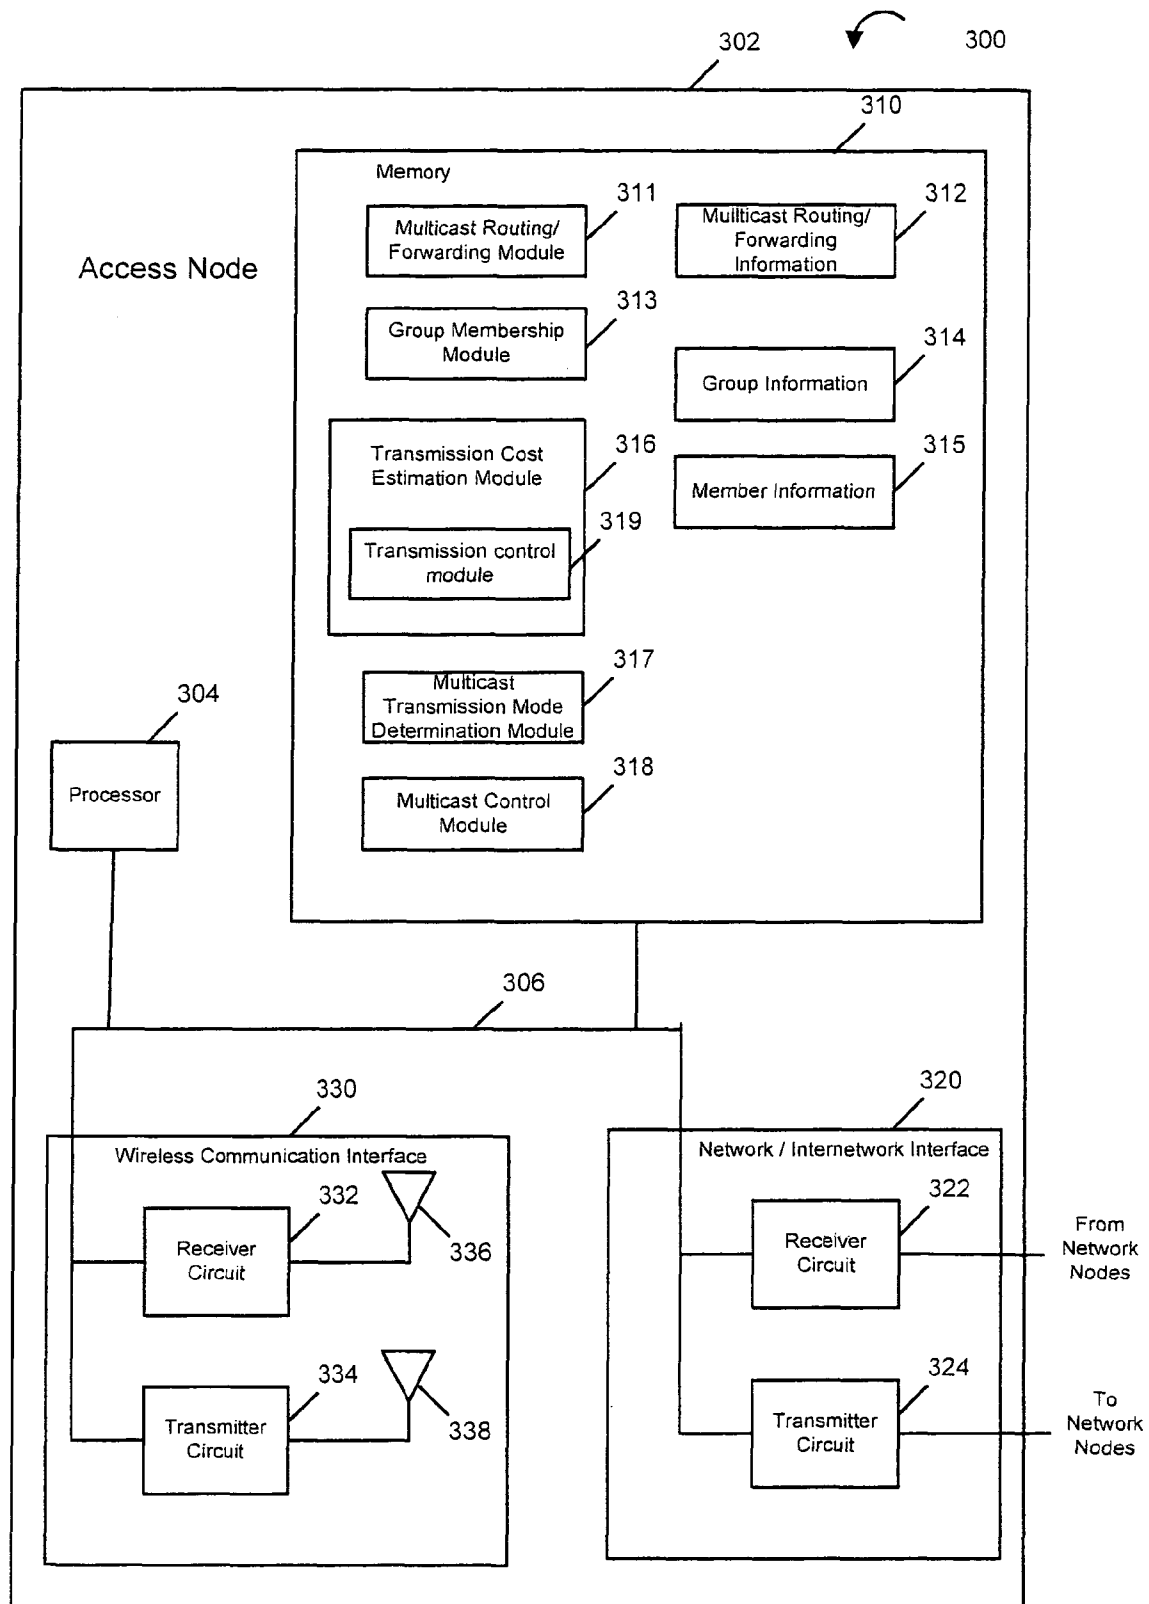 302
300
310
Memory
311
Multicast Routing/
Forwarding Module
312
Mulllticast Routing/
Forwarding
Information
Access Node
313
Group Membership
Module
314
Group Information
316
Transmission Cost
Estimation Module
315
Member Information
319
Transmission control
module
317
Multicast
Transmission Mode
Determination Module
304
Processor
318
Multicast Control
Module
306
330
Wireless Communication Interface
332
Receiver
Circuit
336
334
Transmitter
Circuit
338
320
Network / Internetwork Interface
322
Receiver
Circuit
From
Network
Nodes
324
Transmitter
Circuit
To
Network
Nodes